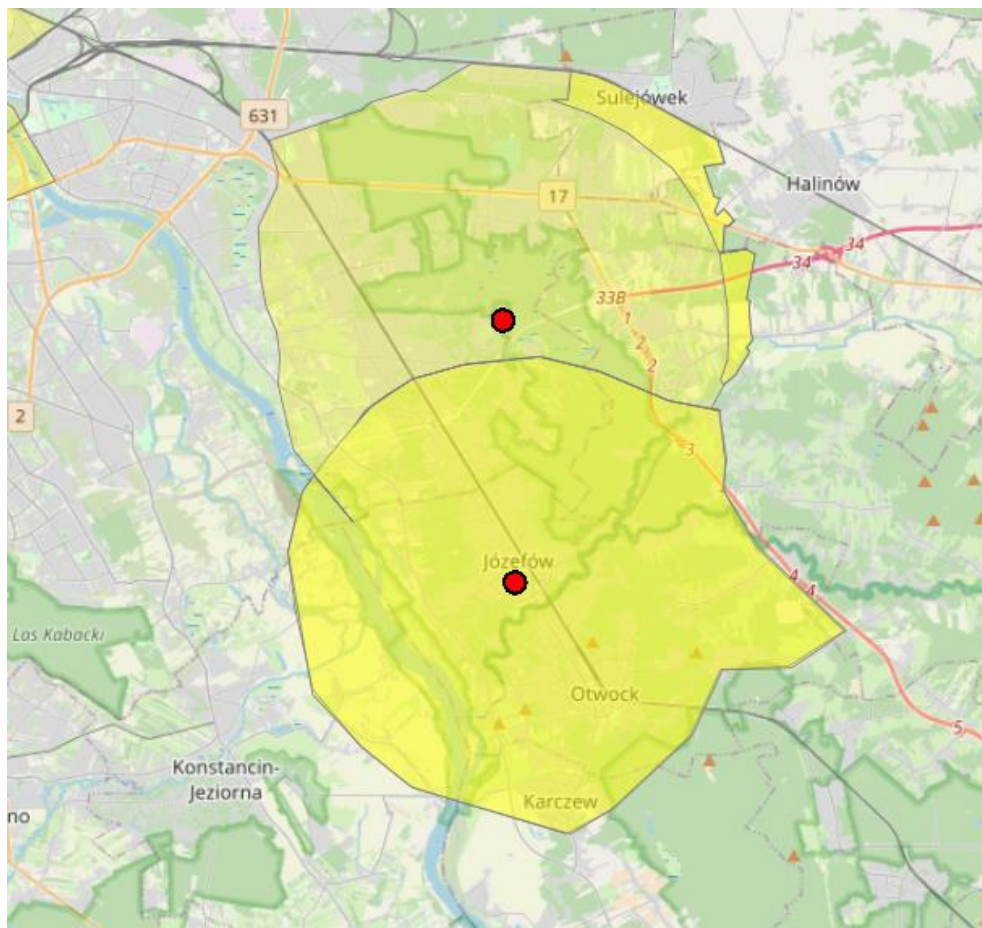 631
Sulejówek
Halinów
17
34
34
33B
1
2
2
2
3
Józefów
4
4
Las Kabacki
Otwock
5
Konstancin-
Jeziorna
Karczew
no